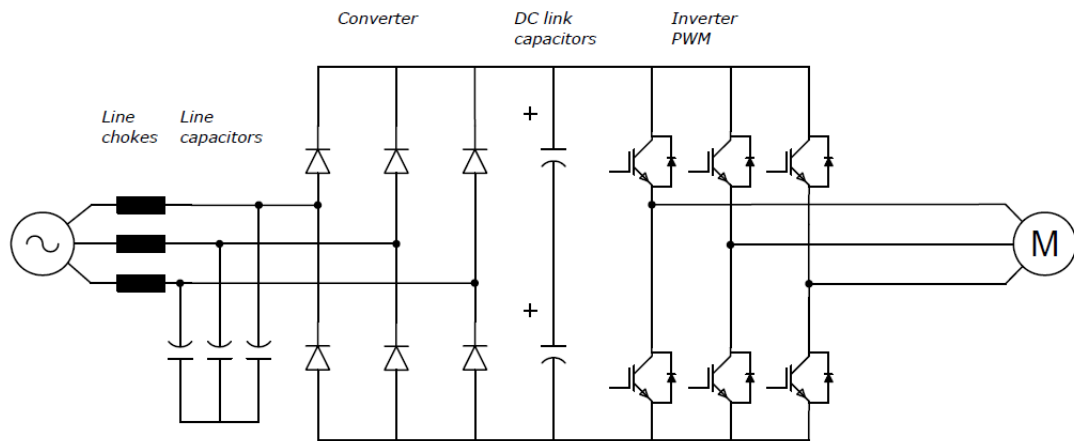 Converter
DC link
capacitors
Inverter
PWM
Line
chokes
Line
capacitors
+
+
M